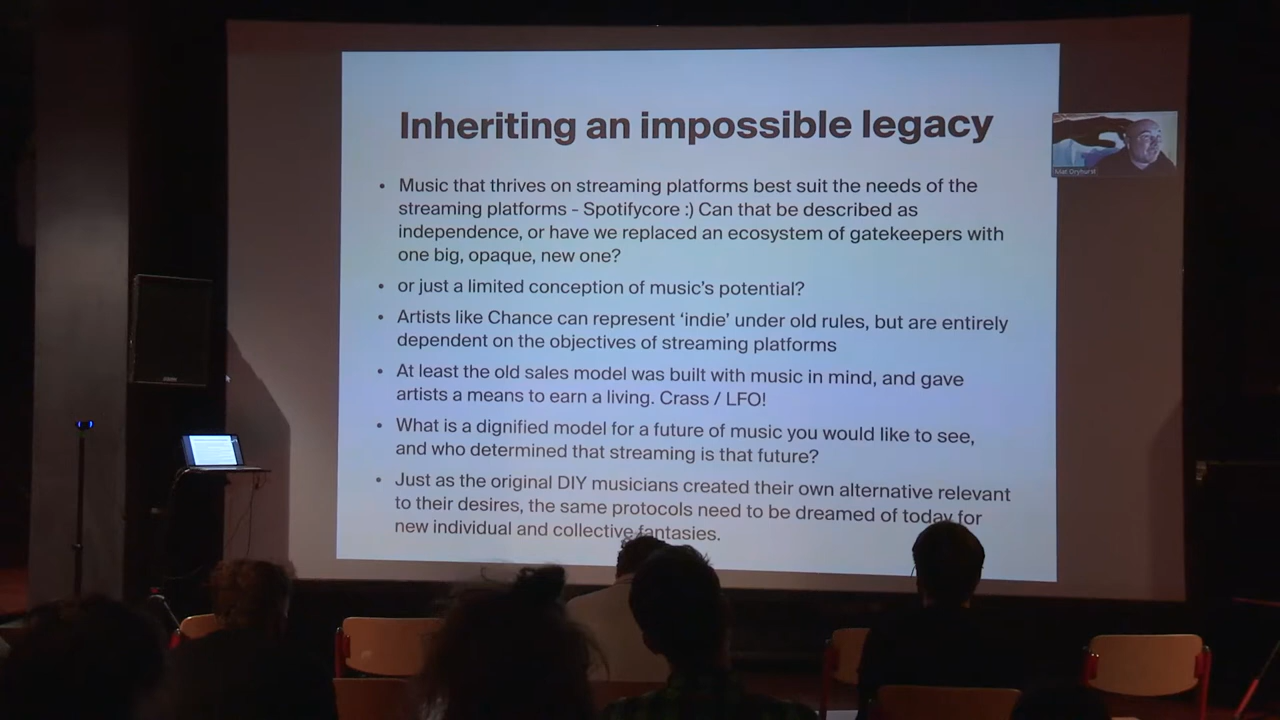 Inheriting an impossible legacy
• Music that thrives on streaming platforms best suit the needs of the
streaming platforms - Spotifycore :) Can that be described as
independence, or have we replaced an ecosystem of gatekeepers with
one big, opaque, new one?
• or just a limited conception of music's potential?
• Artists like Chance can represent ‘indie’ under old rules, but are entirely
dependent on the objectives of streaming platforms
• At least the old sales model was built with music in mind, and gave
artists a means to earn a living. Crass / LFO!
• What is a dignified model for a future of music you would like to see,
and who determined that streaming is that future?
• Just as the original DIY musicians created their own alternative relevant
to their desires, the same protocols need to be dreamed of today for
new individual and collective fantasies.
Mat Dryhurst